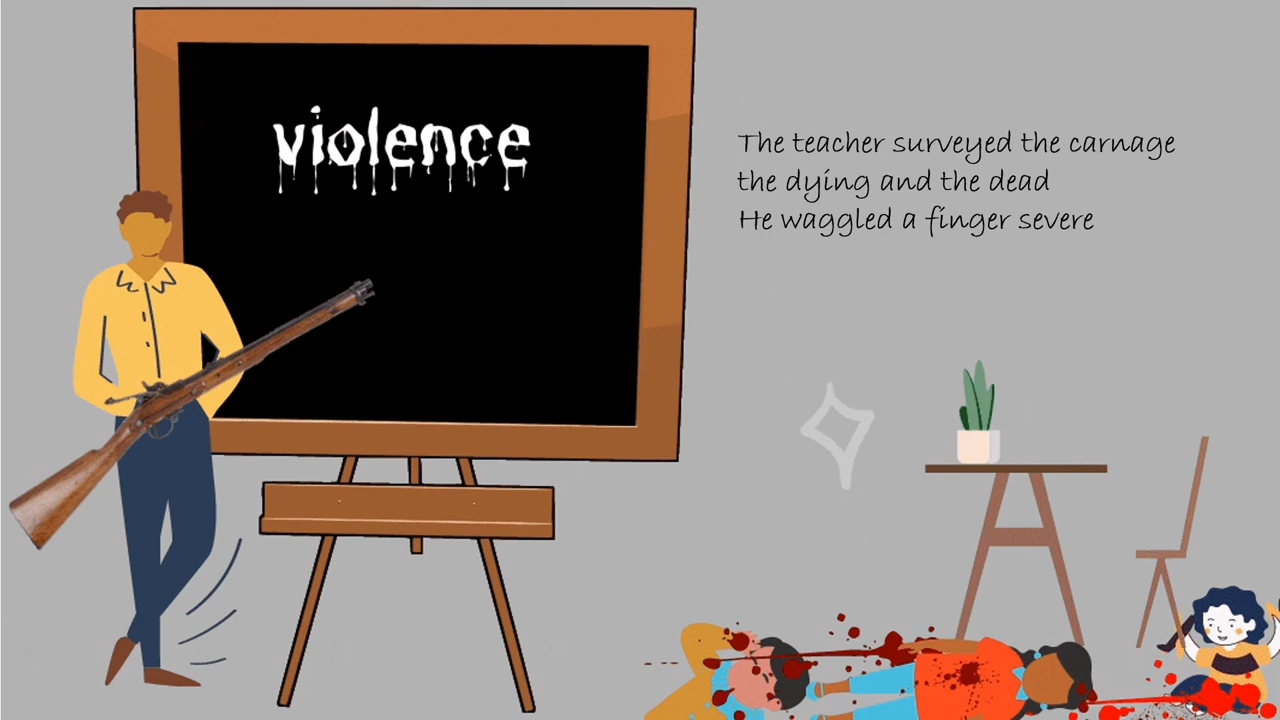 violence
The teacher surveyed the carnage
the dying and the dead
He waggled a finger severe